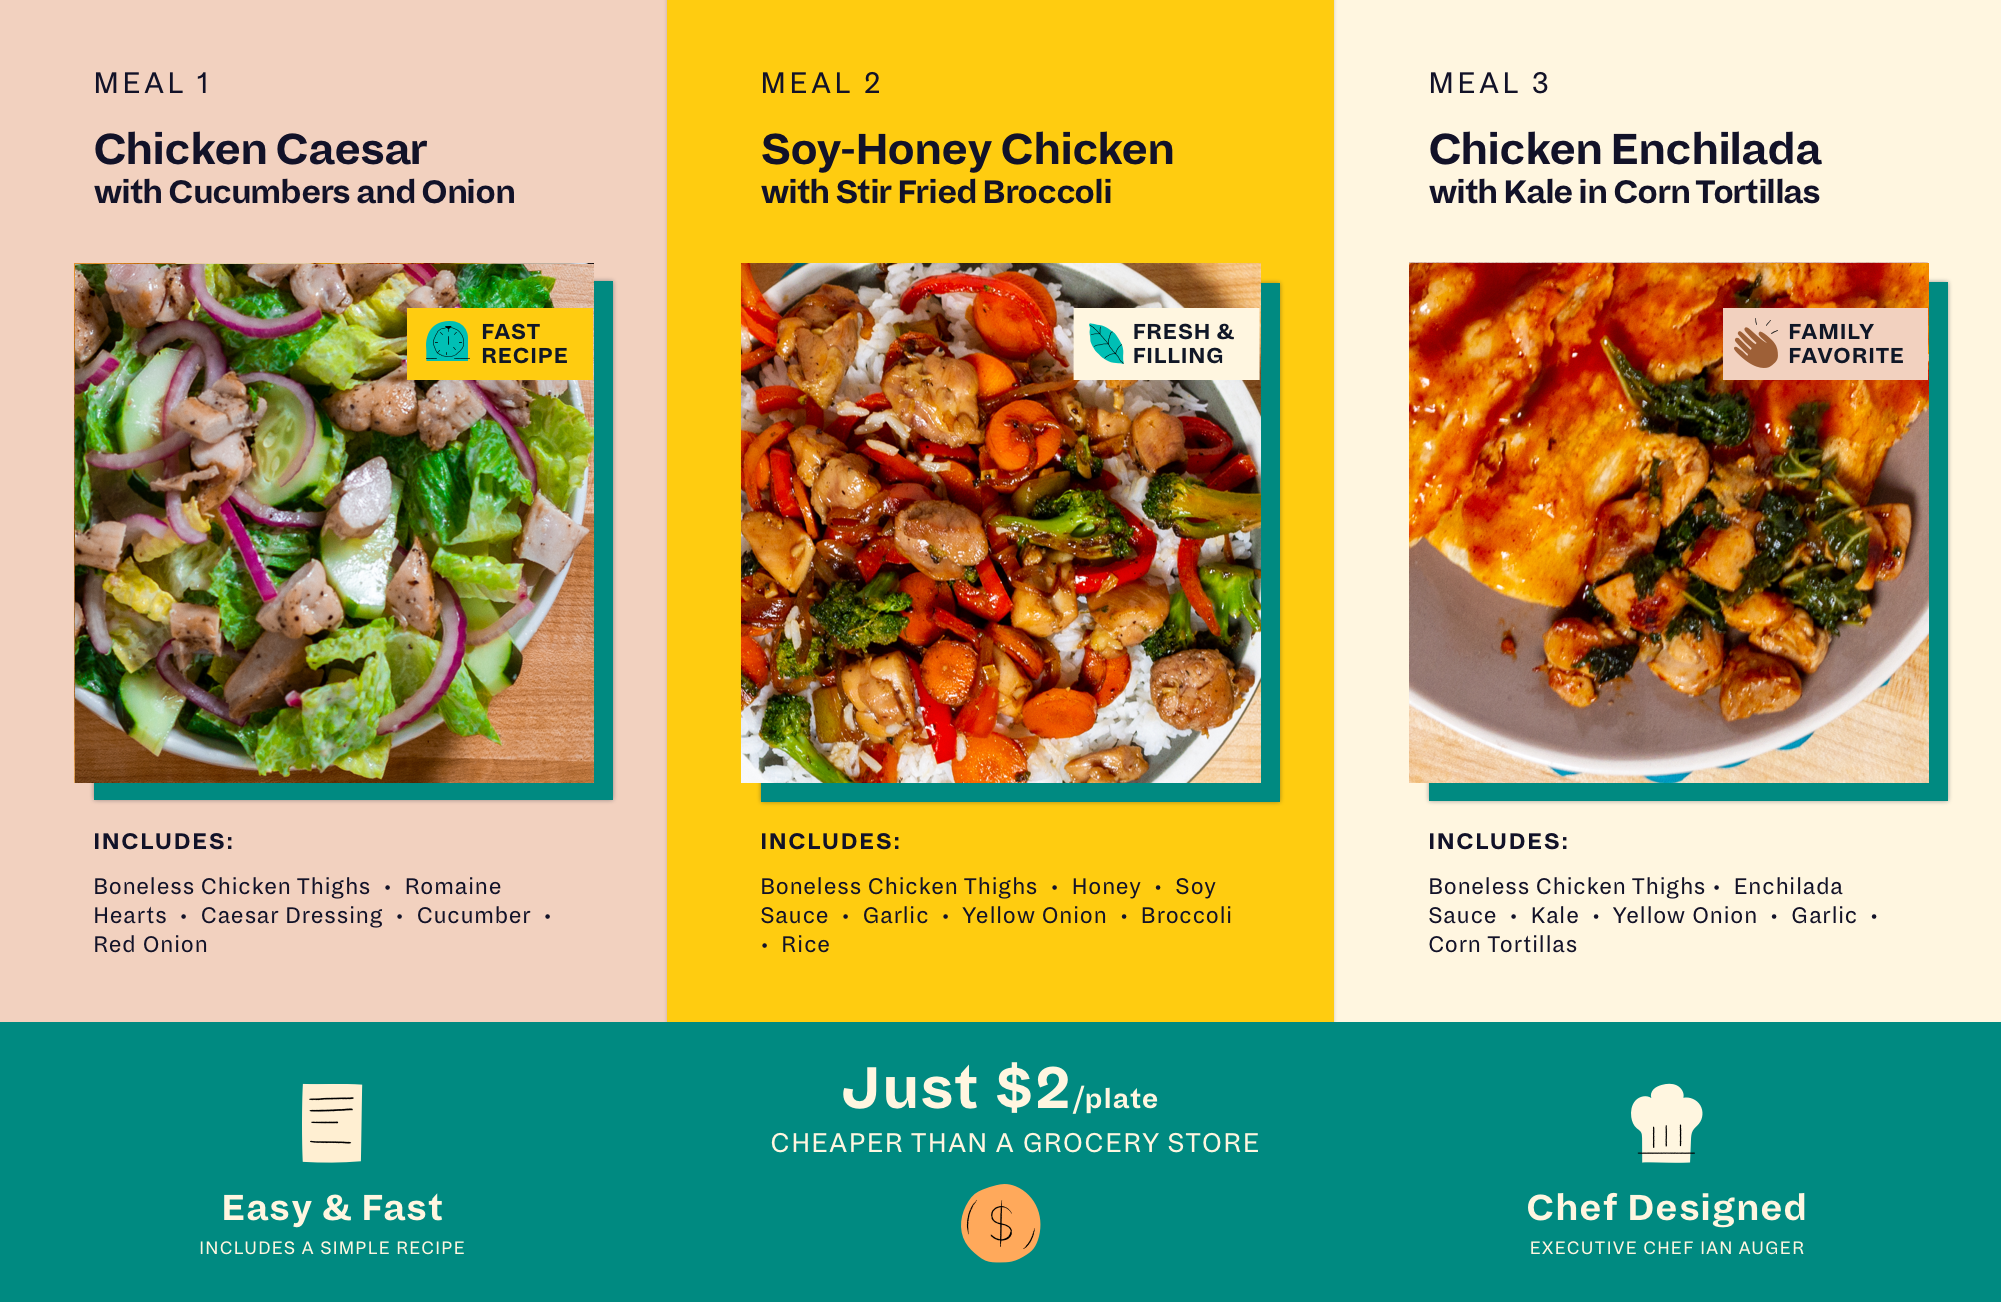 MEAL 1
Chicken Caesar
with Cucumbers and Onion
FAST
RECIPE
INCLUDES:
Boneless Chicken Thighs • Romaine
Hearts • Caesar Dressing • Cucumber •
Red Onion
MEAL 2
Soy-Honey Chicken
with Stir Fried Broccoli
FRESH &
FILLING
INCLUDES:
Boneless Chicken Thighs • Honey • Soy
Sauce • Garlic • Yellow Onion • Broccoli
• Rice
MEAL 3
Chicken Enchilada
with Kale in Corn Tortillas
FAMILY
FAVORITE
INCLUDES:
Boneless Chicken Thighs • Enchilada
Sauce • Kale • Yellow Onion • Garlic •
Corn Tortillas
Easy & Fast
INCLUDES A SIMPLE RECIPE
Just $2/plate
CHEAPER THAN A GROCERY STORE
$
Chef Designed
EXECUTIVE CHEF IAN AUGER